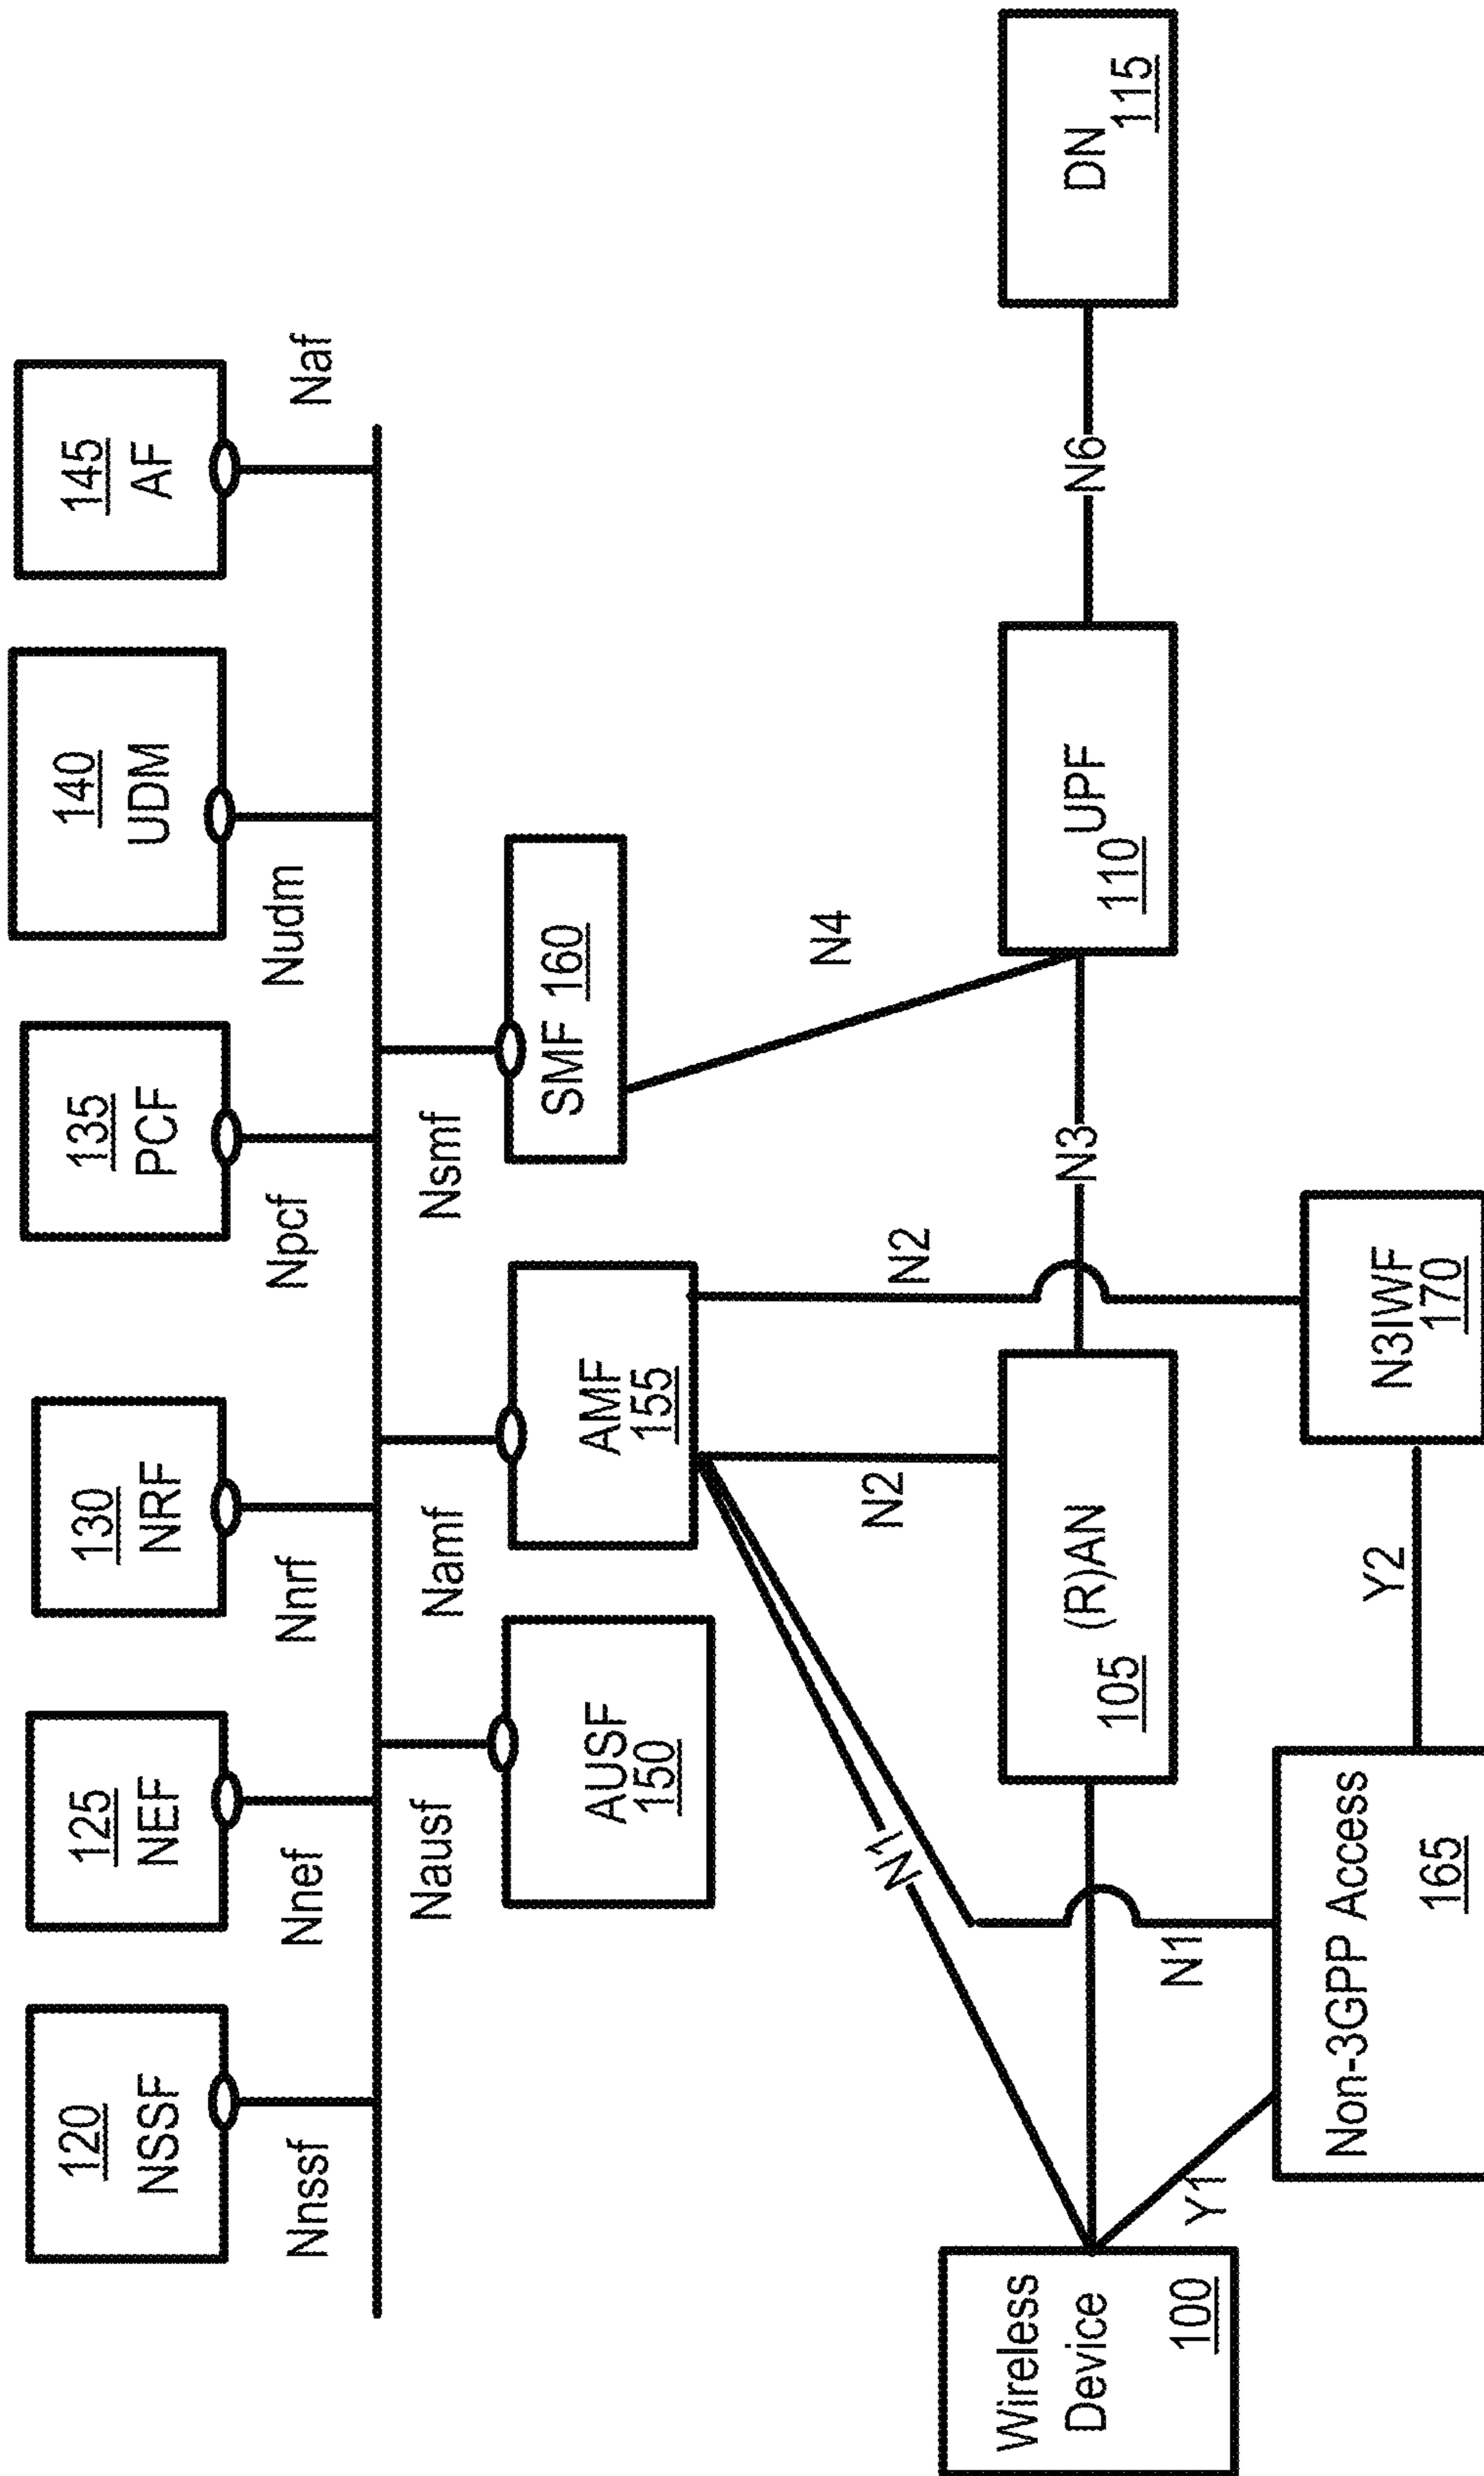 120
NSSF
125
NEF
130
NRF
135
PCF
140
UDM
145
AF
Nnssf
Nnef
Nnrf
Npcf
Nudm
Naf
Nausf
Namf
Nsmf
AUSF
150
AMF
155
SMF 160
N1
N2
N2
N4
Wireless
Device
100
(R)AN
105
N3
UPF
110
N6
DN
115
Y1
N1
Non-3GPP Access
165
Y2
N3IWF
170